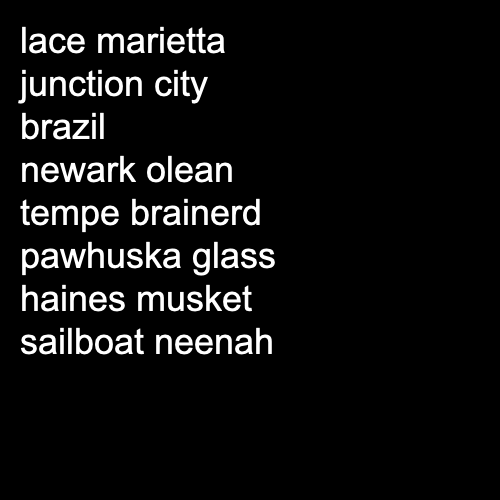 lace marietta
junction city
brazil
newark olean
tempe brainerd
pawhuska glass
haines musket
sailboat neenah